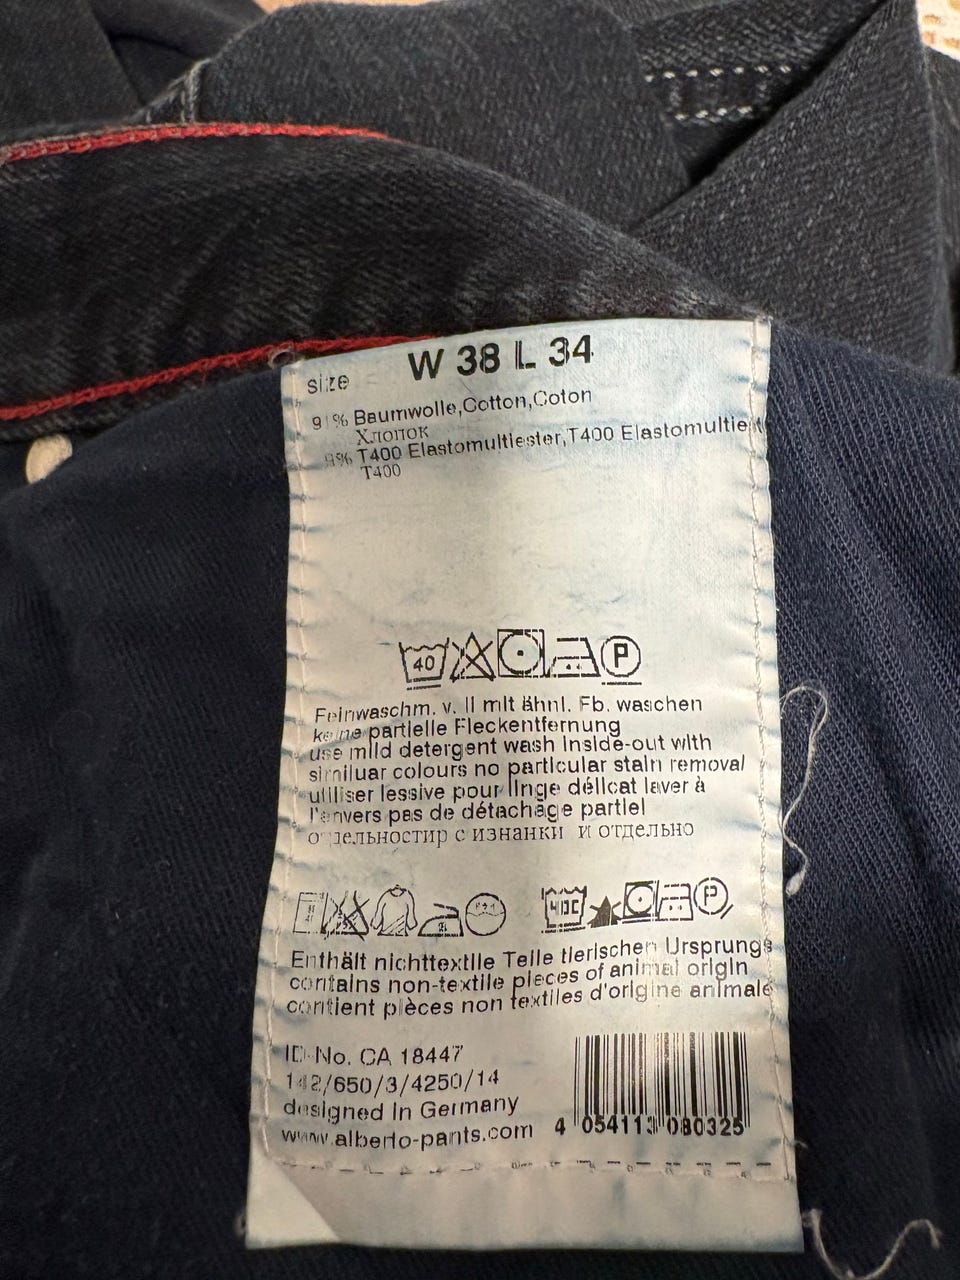 size W 38 L 34
91% Baumwolle,Cotton,Coton
Хлопок
9% T400 Elastomultiester,T400 Elastomultie
T400
40 P
Feinwaschm. v. li mit ähnl. Fb. waschen
keine partielle Fleckentfernung
use mild detergent wash inside-out with
similuar colours no particular stain removal
utiliser lessive pour linge délicat laver à
l'envers pas de détachage partiel
с изнанки и отдельно
40C P
Enthält nichttextile Teile tierischen Ursprungs
contains non-textile pieces of animal origin
contient pièces non textiles d'origine animale
ID-No. CA 18447
142/650/3/4250/14
designed in Germany
www.alberto-pants.com
4 054113 080325